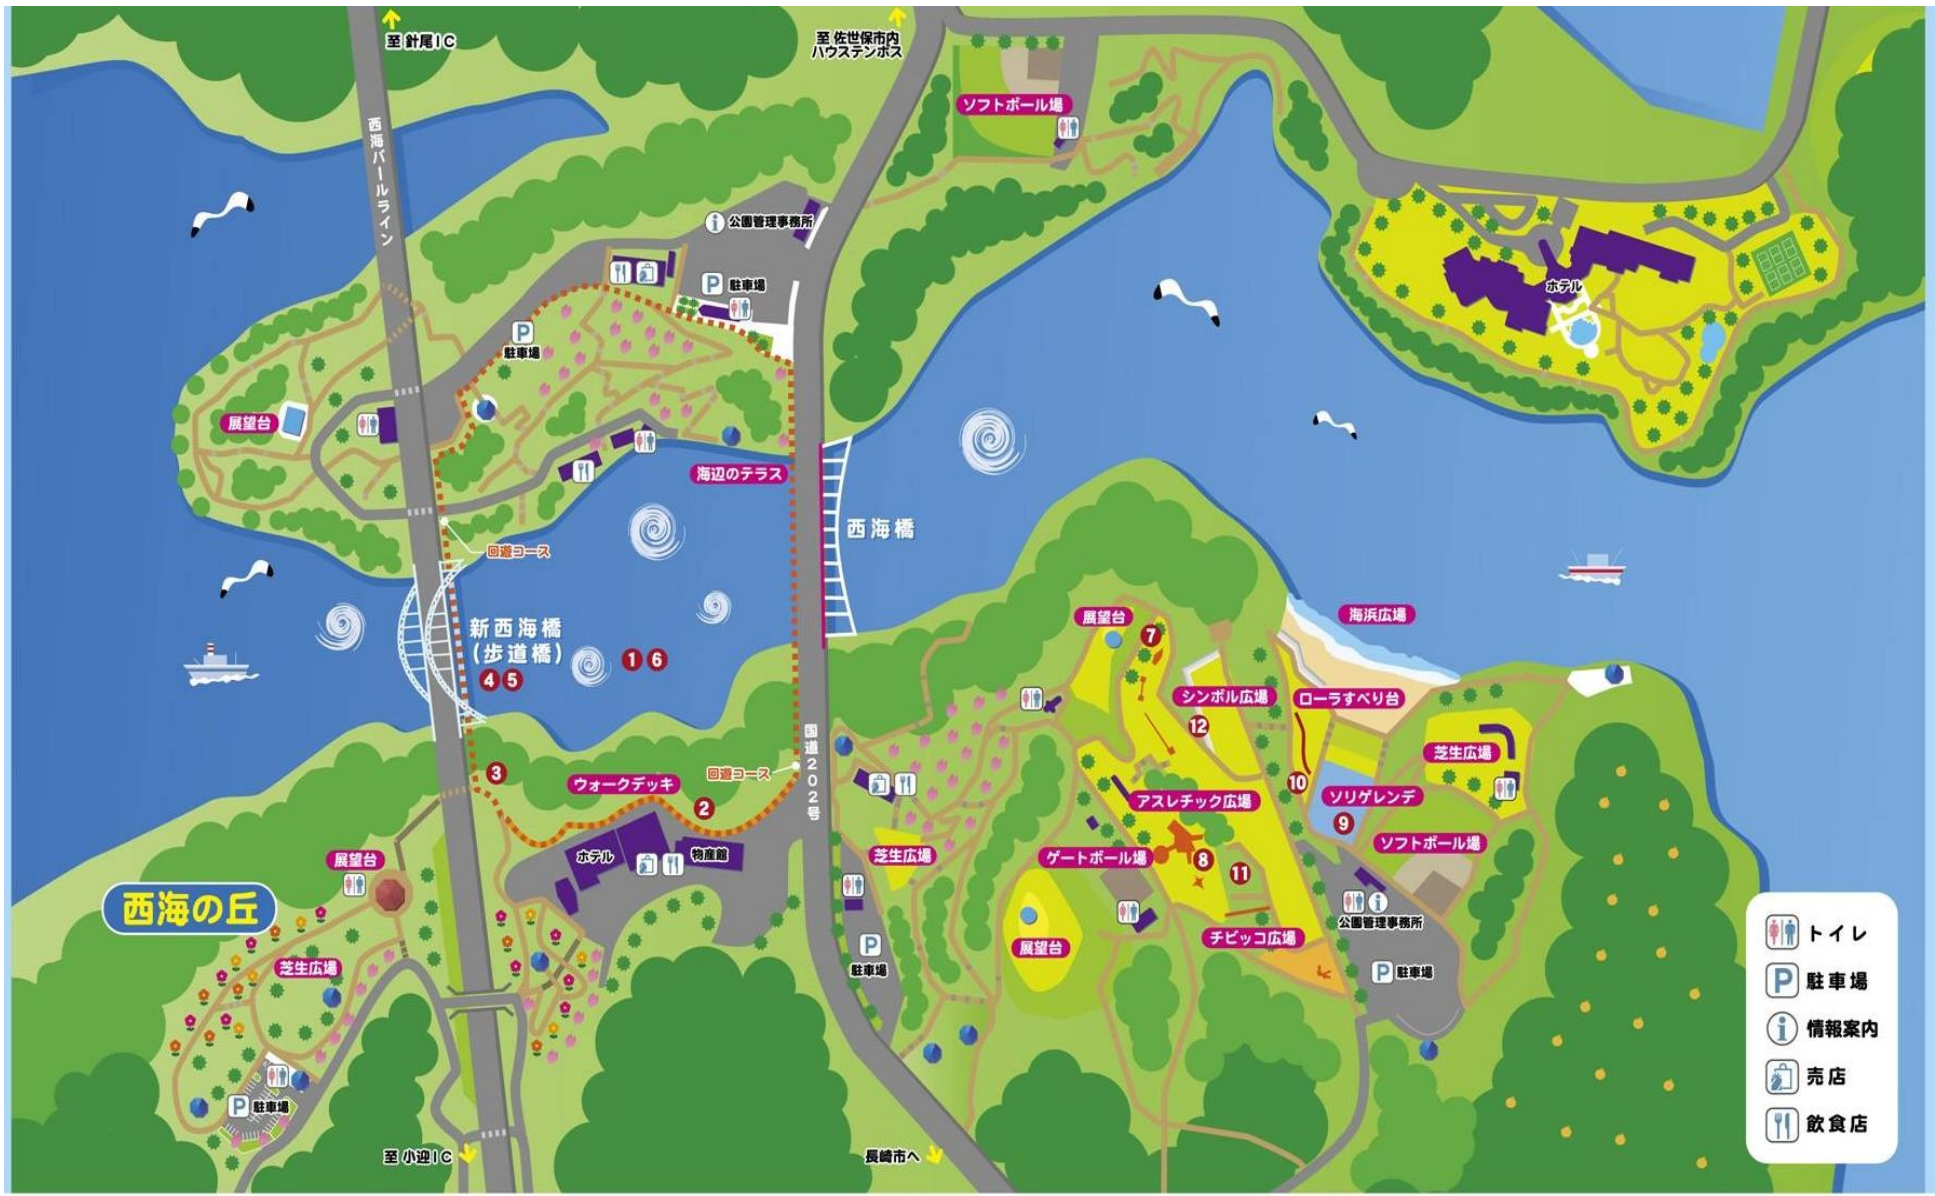 至 針尾IC
至 佐世保市内
ハウステンボス
西海パールライン
ソフトボール場
公園管理事務所
P 駐車場
ホテル
P
駐車場
展望台
海辺のテラス
西海橋
回遊コース
新西海橋
(歩道橋)
1 6
4 5
展望台
7
海浜広場
シンボル広場
ローラすべり台
12
国道202号
芝生広場
3
ウォークデッキ
回遊コース
2
10
アスレチック広場
ソリゲレンデ
9
ホテル
物産館
芝生広場
ゲートボール場
8
11
ソフトボール場
展望台
西海の丘
公園管理事務所
チビッコ広場
展望台
芝生広場
P
駐車場
P 駐車場
P 駐車場
至 小迎IC
長崎市へ
トイレ
P 駐車場
i 情報案内
売店
飲食店